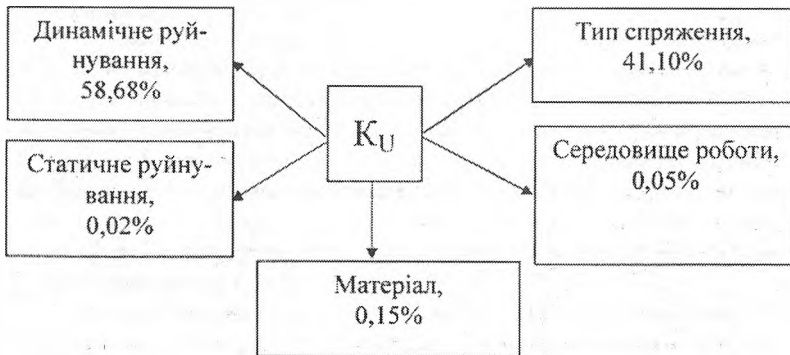 Динамічне руй-
нування,
58,68%
Тип спряження,
41,10%
K_U
Статичне руйну-
вання,
0,02%
Середовище роботи,
0,05%
Матеріал,
0,15%